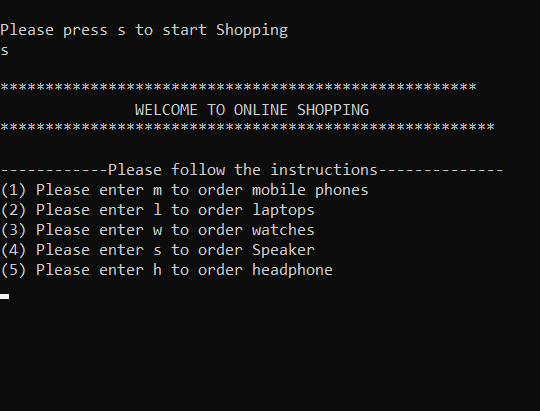 Please press s to start Shopping
s
*****************************************************
WELCOME TO ONLINE SHOPPING
*******************************************************
------------Please follow the instructions--------------
(1) Please enter m to order mobile phones
(2) Please enter l to order laptops
(3) Please enter w to order watches
(4) Please enter s to order Speaker
(5) Please enter h to order headphone